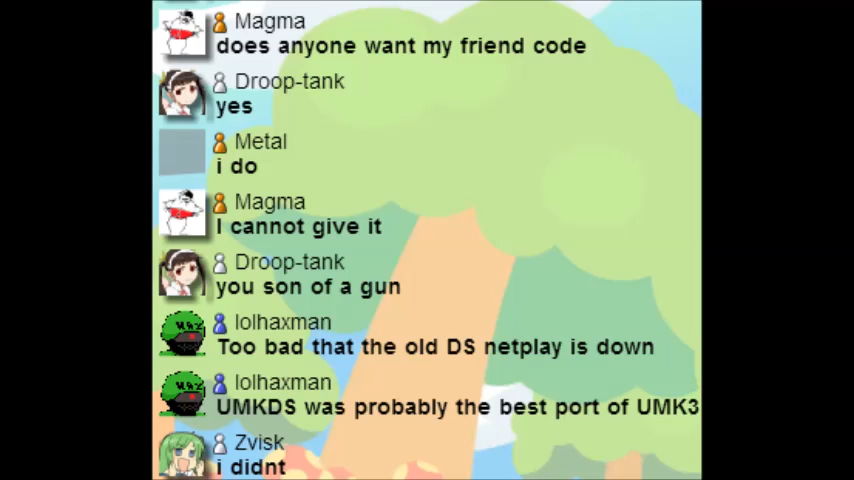 Magma
does anyone want my friend code
Droop-tank
yes
Metal
i do
Magma
I cannot give it
Droop-tank
you son of a gun
lolhaxman
Too bad that the old DS netplay is down
lolhaxman
UMKDS was probably the best port of UMK3
Zvisk
i didnt